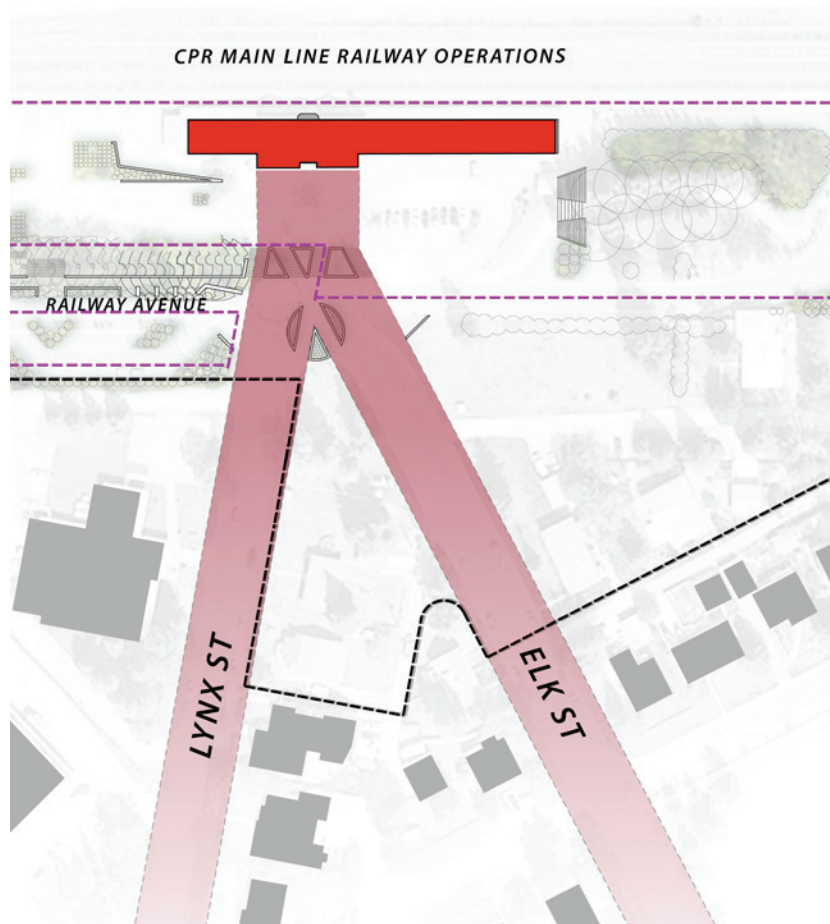 CPR MAIN LINE RAILWAY OPERATIONS
RAILWAY AVENUE
LYNX ST
ELK ST